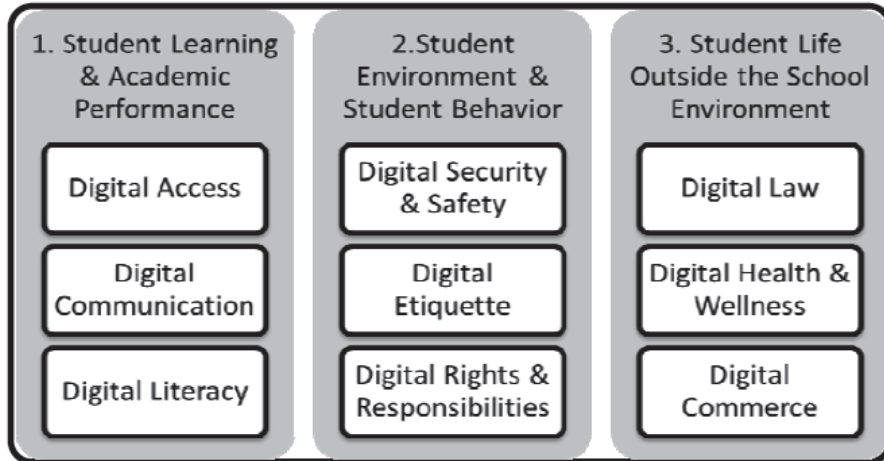 1. Student Learning
& Academic
Performance
Digital Access
Digital
Communication
Digital Literacy
2.Student
Environment &
Student Behavior
Digital Security
& Safety
Digital
Etiquette
Digital Rights &
Responsibilities
3. Student Life
Outside the School
Environment
Digital Law
Digital Health &
Wellness
Digital
Commerce